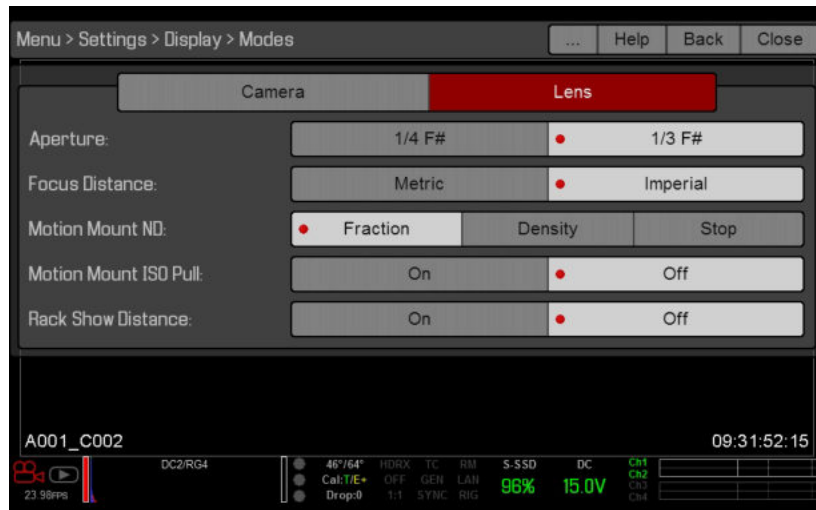 Menu > Settings > Display > Modes ... Help Back Close
Camera Lens
Aperture: 1/4 F# 1/3 F#
Focus Distance: Metric Imperial
Motion Mount ND: Fraction Density Stop
Motion Mount ISO Pull: On Off
Rack Show Distance: On Off
A001_C002 09:31:52:15
DC2/RG4 46°/64° HDRX TC RM S-SSD DC Ch1
Cal:T/E+ OFF GEN LAN 96% 15.0V Ch2
23.98FPS Drop:0 1:1 SYNC RIG Ch3
Ch4